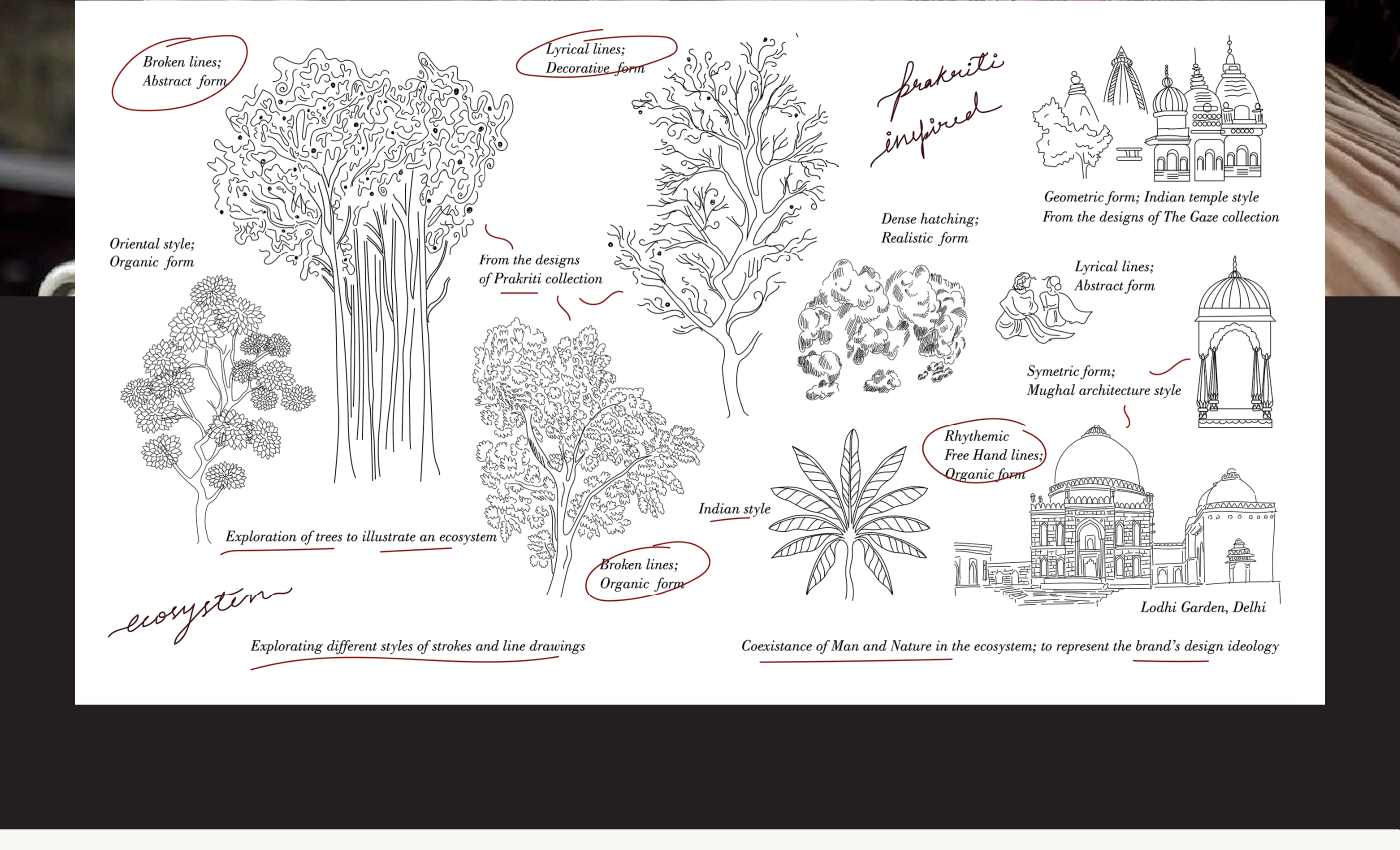 Broken lines;
Abstract form
Lyrical lines;
Decorative form
prakriti
inspired
Geometric form; Indian temple style
From the designs of The Gaze collection
Dense hatching;
Realistic form
Oriental style;
Organic form
From the designs
of Prakriti collection
Lyrical lines;
Abstract form
Symetric form;
Mughal architecture style
Rhythemic
Free Hand lines;
Organic form
Indian style
Exploration of trees to illustrate an ecosystem
Broken lines;
Organic form
Lodhi Garden, Delhi
ecosystem
Explorating different styles of strokes and line drawings
Coexistance of Man and Nature in the ecosystem; to represent the brand's design ideology